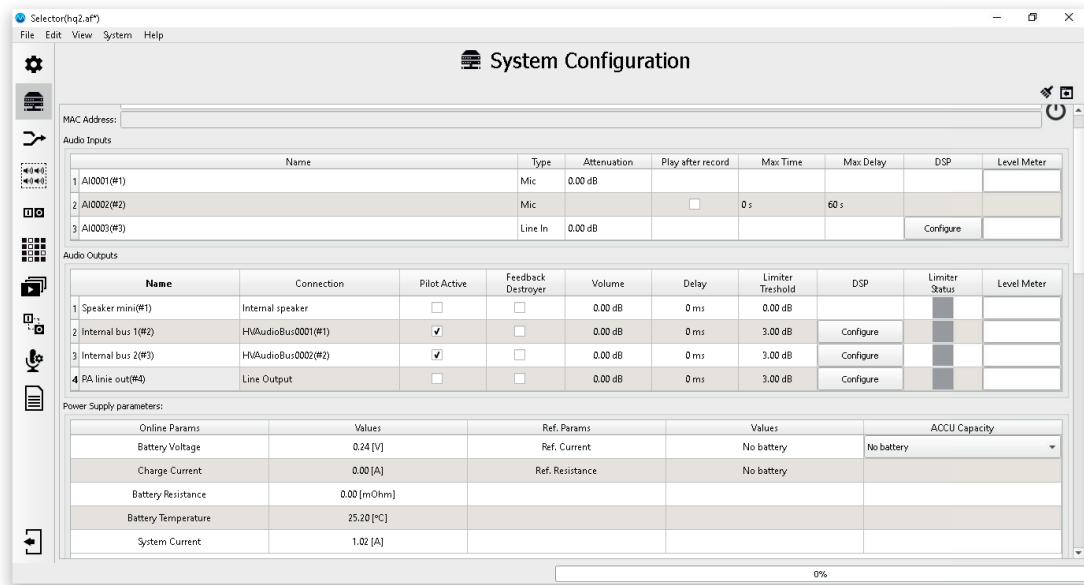 Selector(hq2.af*)
File Edit View System Help
System Configuration
MAC Address:
Audio Inputs
Name Type Attenuation Play after record Max Time Max Delay DSP Level Meter
1 AI0001(#1) Mic 0.00 dB
2 AI0002(#2) Mic 0 s 60 s
3 AI0003(#3) Line In 0.00 dB Configure
Audio Outputs
Name Connection Pilot Active Feedback Destroyer Volume Delay Limiter Treshold DSP Limiter Status Level Meter
1 Speaker mini(#1) Internal speaker 0.00 dB 0 ms 0.00 dB
2 Internal bus 1(#2) HVAudioBus0001(#1) 0.00 dB 0 ms 3.00 dB Configure
3 Internal bus 2(#3) HVAudioBus0002(#2) 0.00 dB 0 ms 3.00 dB Configure
4 PA linie out(#4) Line Output 0.00 dB 0 ms 3.00 dB Configure
Power Supply parameters:
Online Params Values Ref. Params Values ACCU Capacity
Battery Voltage 0.24 [V] Ref. Current No battery No battery
Charge Current 0.00 [A] Ref. Resistance No battery
Battery Resistance 0.00 [mOhm]
Battery Temperature 25.20 [°C]
System Current 1.02 [A]
0%